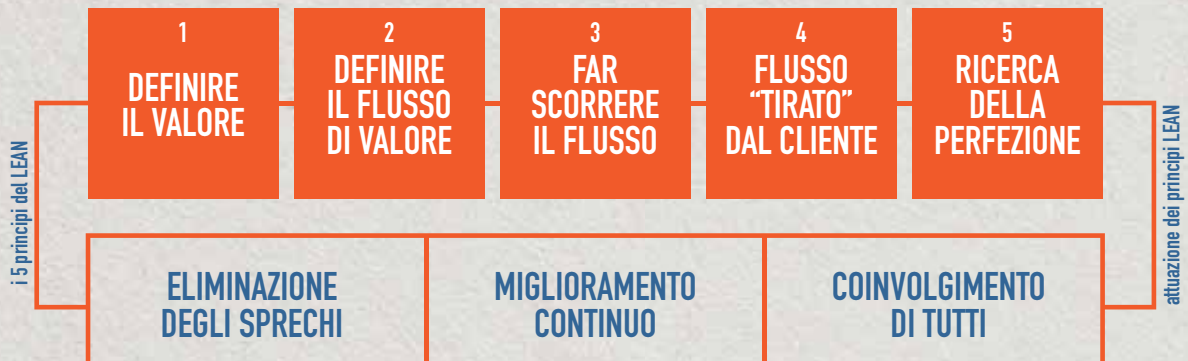 i 5 principi del LEAN
1
DEFINIRE
IL VALORE
2
DEFINIRE
IL FLUSSO
DI VALORE
3
FAR
SCORRERE
IL FLUSSO
4
FLUSSO
“TIRATO”
DAL CLIENTE
5
RICERCA
DELLA
PERFEZIONE
attuazione dei principi LEAN
ELIMINAZIONE
DEGLI SPRECHI
MIGLIORAMENTO
CONTINUO
COINVOLGIMENTO
DI TUTTI